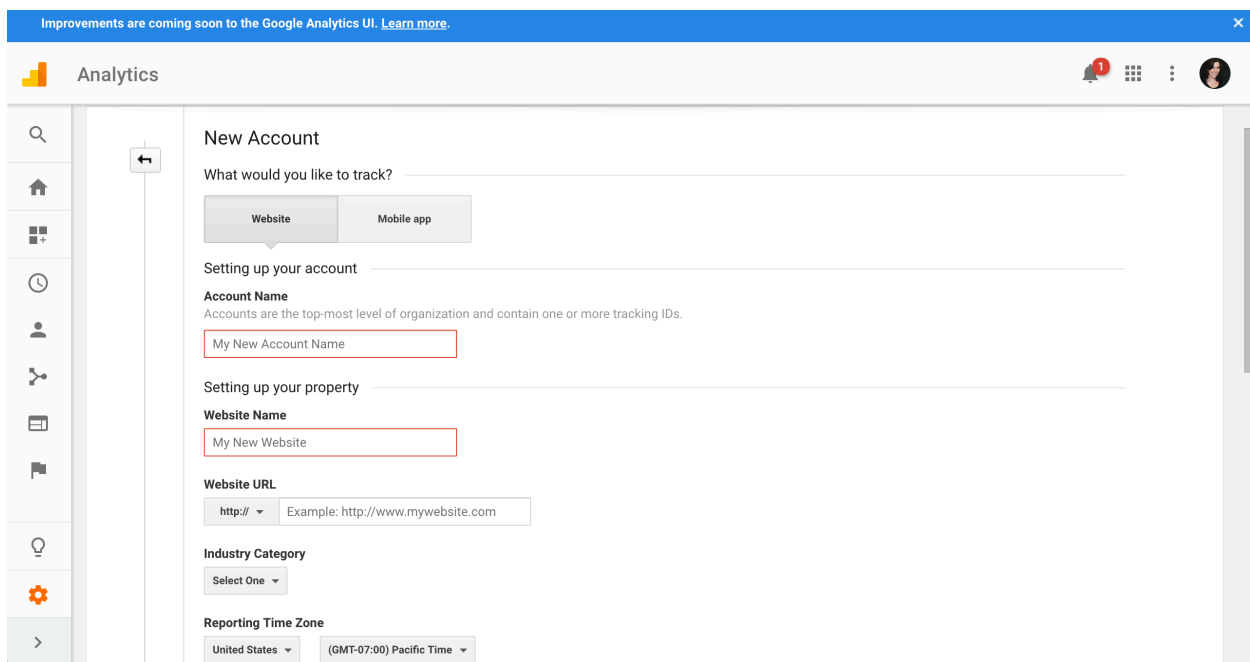 Improvements are coming soon to the Google Analytics UI. Learn more.
Analytics
1
New Account
What would you like to track?
Website
Mobile app
Setting up your account
Account Name
Accounts are the top-most level of organization and contain one or more tracking IDs.
My New Account Name
Setting up your property
Website Name
My New Website
Website URL
http://
Example: http://www.mywebsite.com
Industry Category
Select One
Reporting Time Zone
United States
(GMT-07:00) Pacific Time